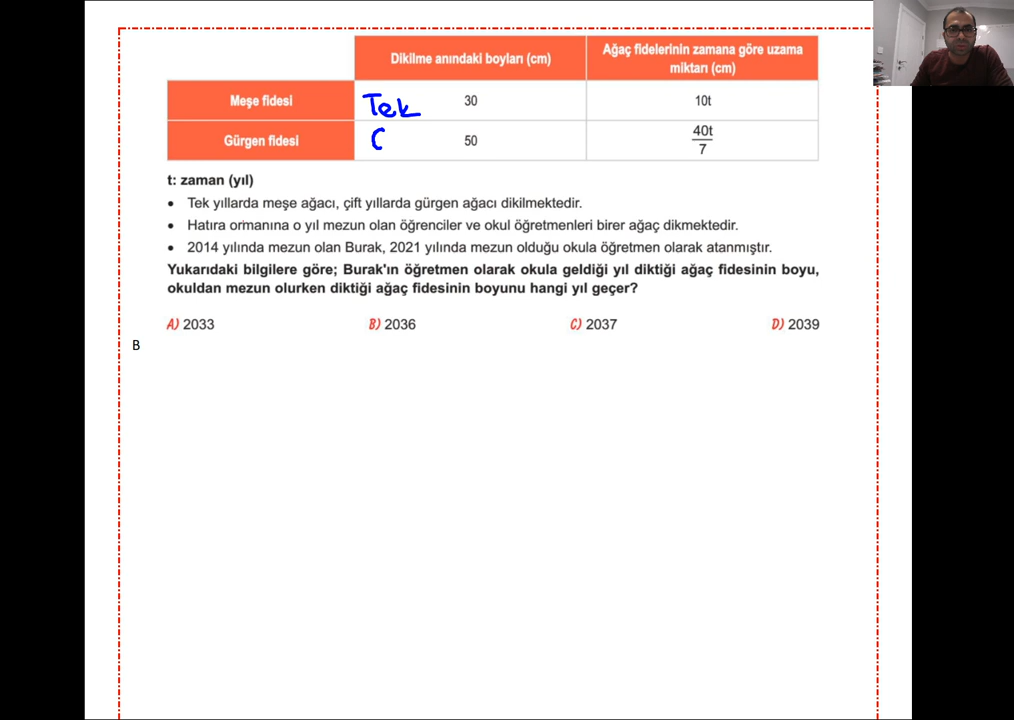 Dikilme anındaki boyları (cm)
Ağaç fidelerinin zamana göre uzama
miktarı (cm)
Meşe fidesi
Tek
30
10t
Gürgen fidesi
C
50
40t
7
t: zaman (yıl)
• Tek yıllarda meşe ağacı, çift yıllarda gürgen ağacı dikilmektedir.
• Hatıra ormanına o yıl mezun olan öğrenciler ve okul öğretmenleri birer ağaç dikmektedir.
• 2014 yılında mezun olan Burak, 2021 yılında mezun olduğu okula öğretmen olarak atanmıştır.
Yukarıdaki bilgilere göre; Burak'ın öğretmen olarak okula geldiği yıl diktiği ağaç fidesinin boyu,
okuldan mezun olurken diktiği ağaç fidesinin boyunu hangi yıl geçer?
A) 2033 B) 2036 C) 2037 D) 2039
B